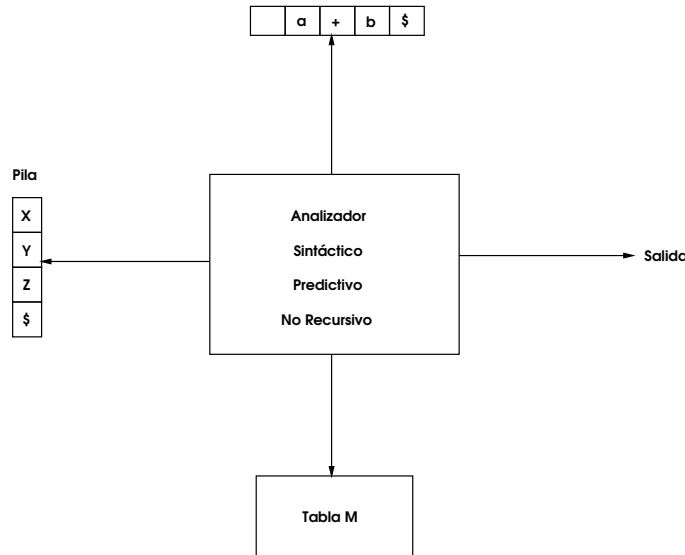 a + b $
Pila
X
Y
Z
$
Analizador
Sintáctico
Predictivo
No Recursivo
Salida
Tabla M